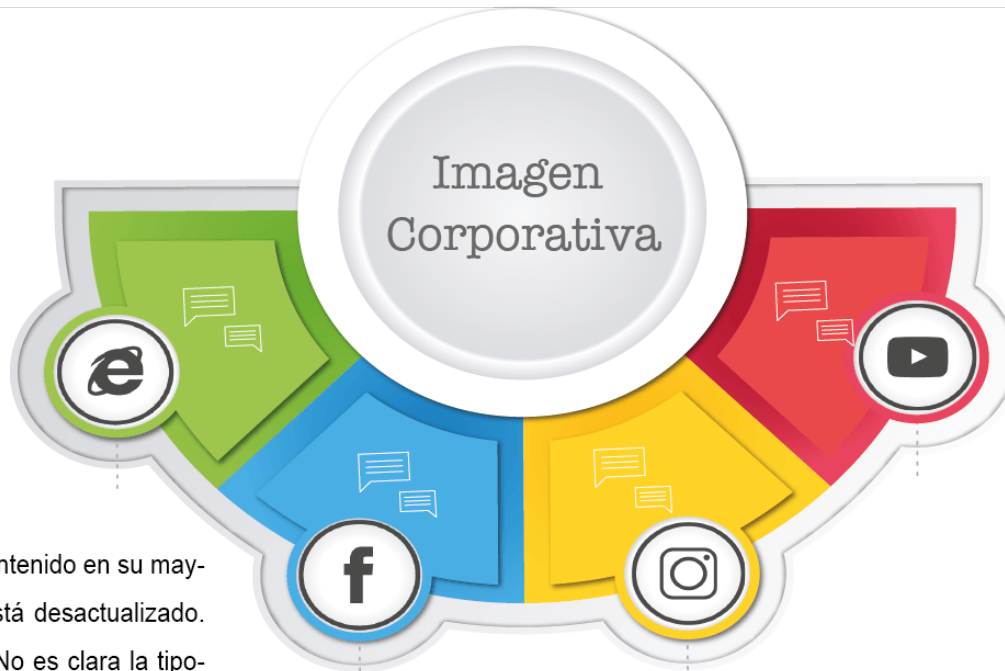 Imagen
Corporativa
ntenido en su may-
stá desactualizado.
No es clara la tipo-